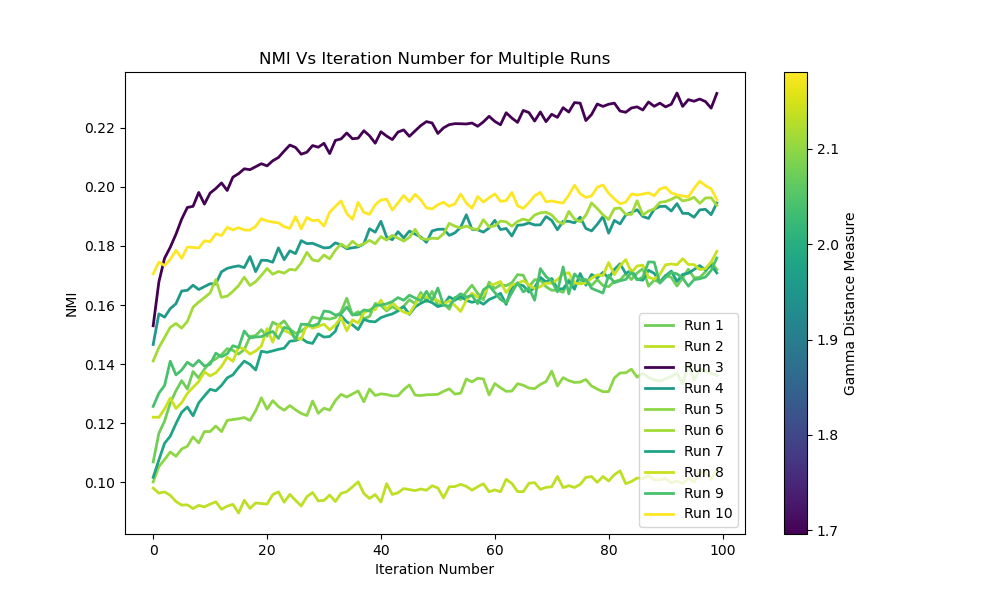 NMI Vs Iteration Number for Multiple Runs
NMI
0.22
0.20
0.18
0.16
0.14
0.12
0.10
0
20
40
60
80
100
Iteration Number
Run 1
Run 2
Run 3
Run 4
Run 5
Run 6
Run 7
Run 8
Run 9
Run 10
2.1
2.0
1.9
1.8
1.7
Gamma Distance Measure